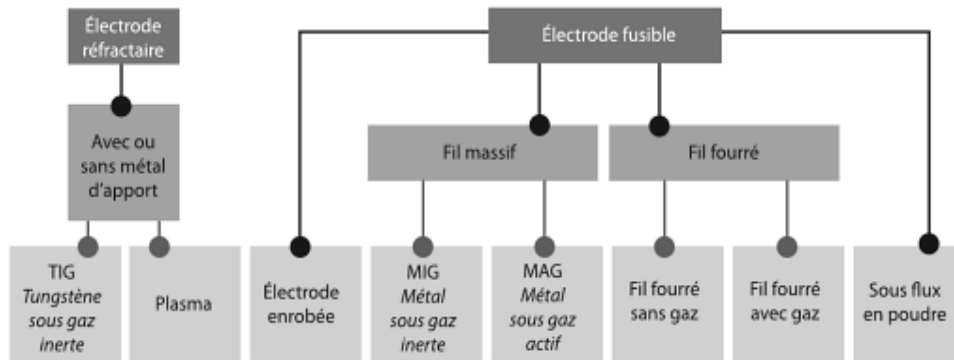 Électrode
réfractaire
Électrode fusible
Avec ou
sans métal
d'apport
Fil massif
Fil fourré
TIG
Tungstène
sous gaz
inerte
Plasma
Électrode
enrobée
MIG
Métal
sous gaz
inerte
MAG
Métal
sous gaz
actif
Fil fourré
sans gaz
Fil fourré
avec gaz
Sous flux
en poudre